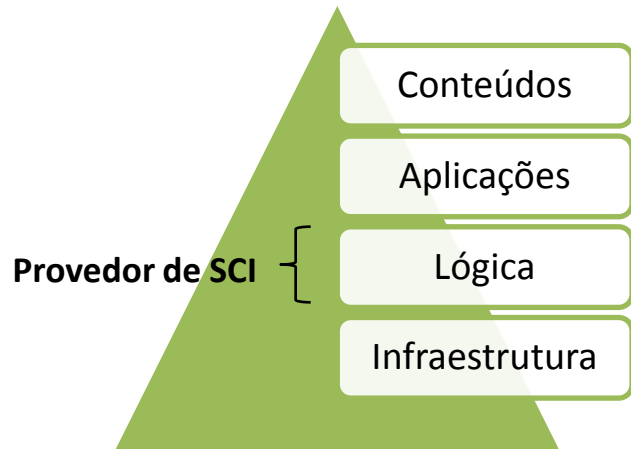 Conteúdos
Aplicações
Provedor de SCI
Lógica
Infraestrutura